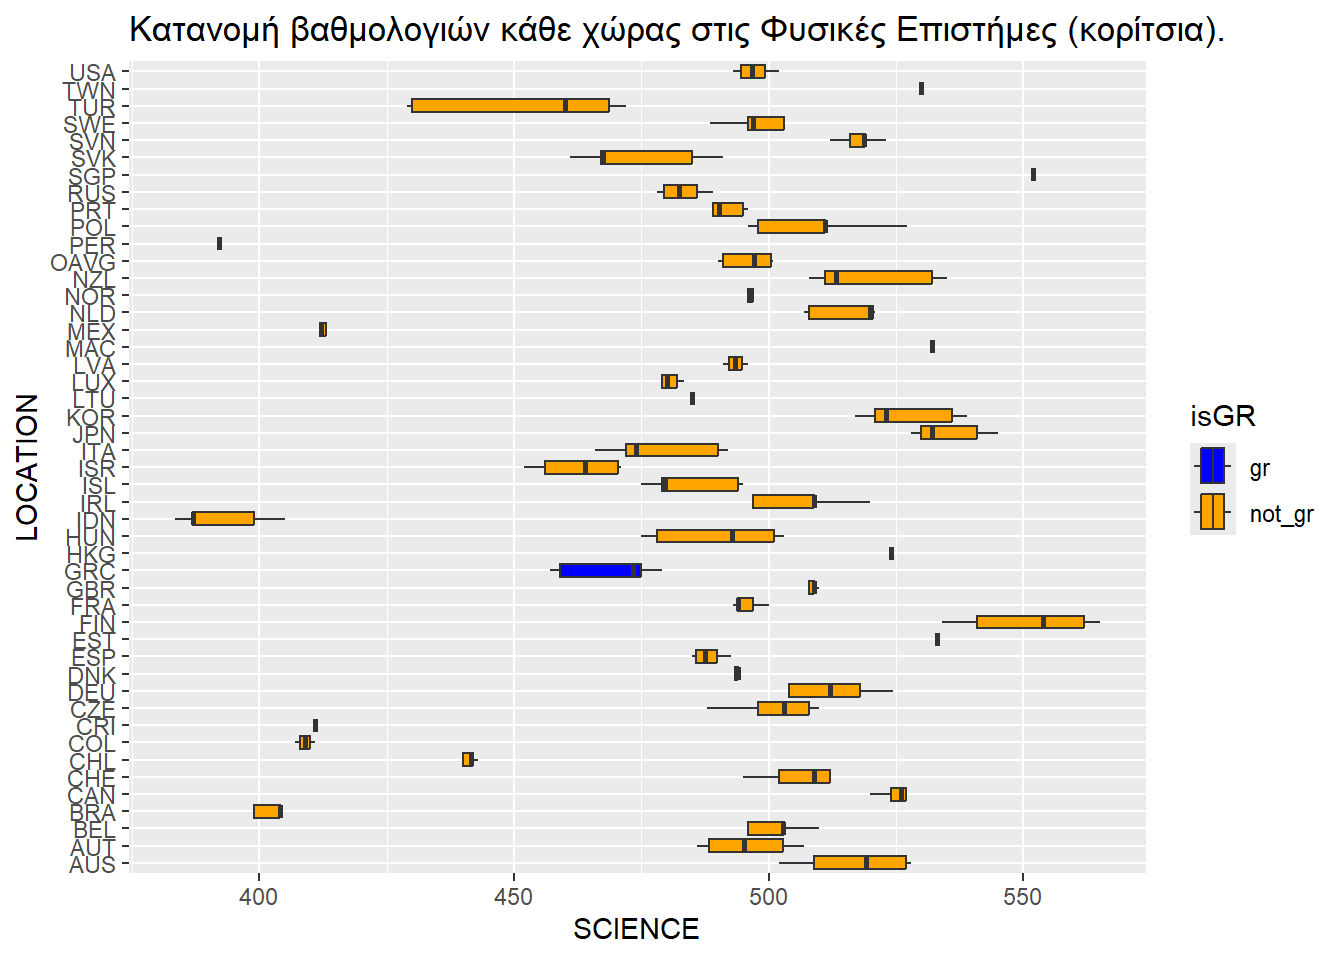 Κατανομή βαθμολογιών κάθε χώρας στις Φυσικές Επιστήμες (κορίτσια).
USA
TWN
TUR
SWE
SVN
SVK
SGP
RUS
PRT
POL
PER
OAVG
NZL
NOR
NLD
MEX
MAC
LVA
LUX
LTU
KOR
JPN
ITA
ISR
ISL
IRL
IDN
HUN
HKG
GRC
GBR
FRA
FIN
EST
ESP
DNK
DEU
CZE
CRI
COL
CHL
CHE
CAN
BRA
BEL
AUT
AUS
LOCATION
400 450 500 550
SCIENCE
isGR
gr
not_gr